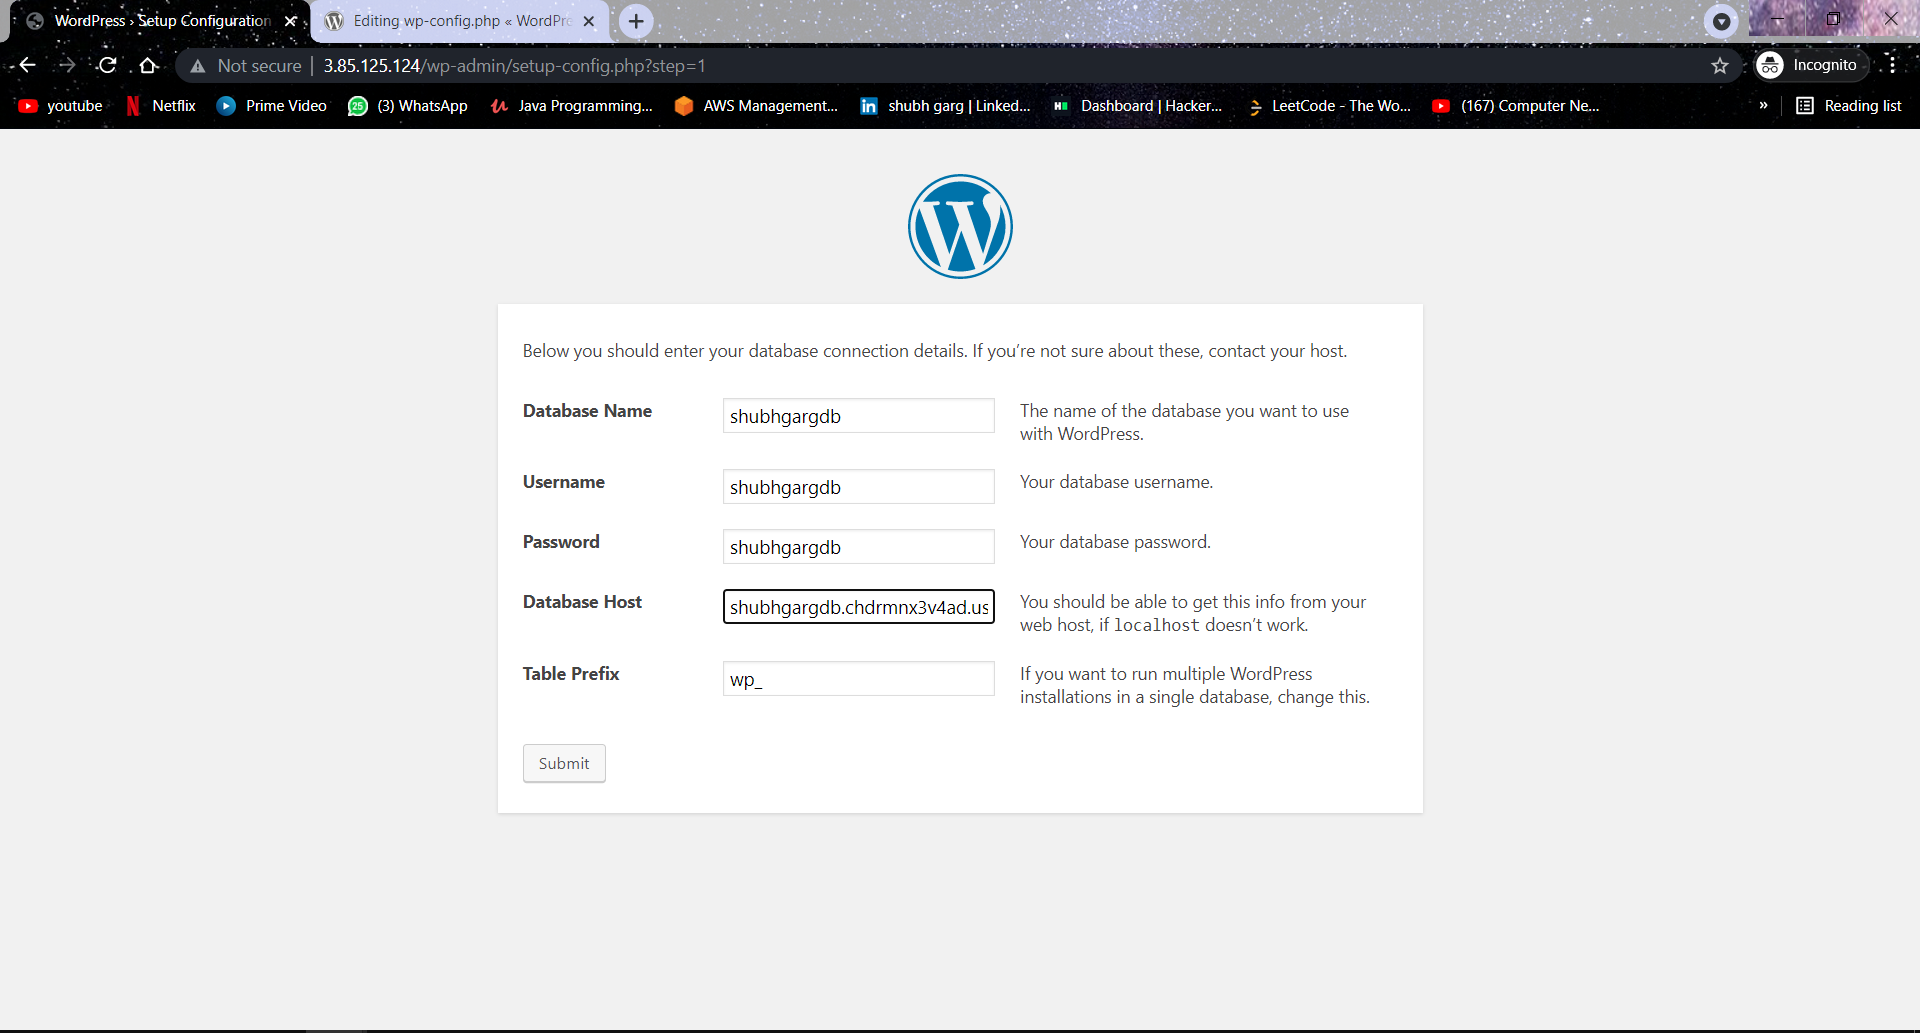 WordPress › Setup Configuration
Editing wp-config.php « WordPre
Not secure | 3.85.125.124/wp-admin/setup-config.php?step=1
Incognito
youtube
Netflix
Prime Video
25
(3) WhatsApp
Java Programming...
AWS Management...
in
shubh garg | Linked...
Dashboard | Hacker...
LeetCode - The Wo...
(167) Computer Ne...
»
Reading list
Below you should enter your database connection details. If you’re not sure about these, contact your host.
Database Name
shubhgargdb
The name of the database you want to use
with WordPress.
Username
shubhgargdb
Your database username.
Password
shubhgargdb
Your database password.
Database Host
shubhgargdb.chdrmnx3v4ad.us
You should be able to get this info from your
web host, if localhost doesn’t work.
Table Prefix
wp_
If you want to run multiple WordPress
installations in a single database, change this.
Submit